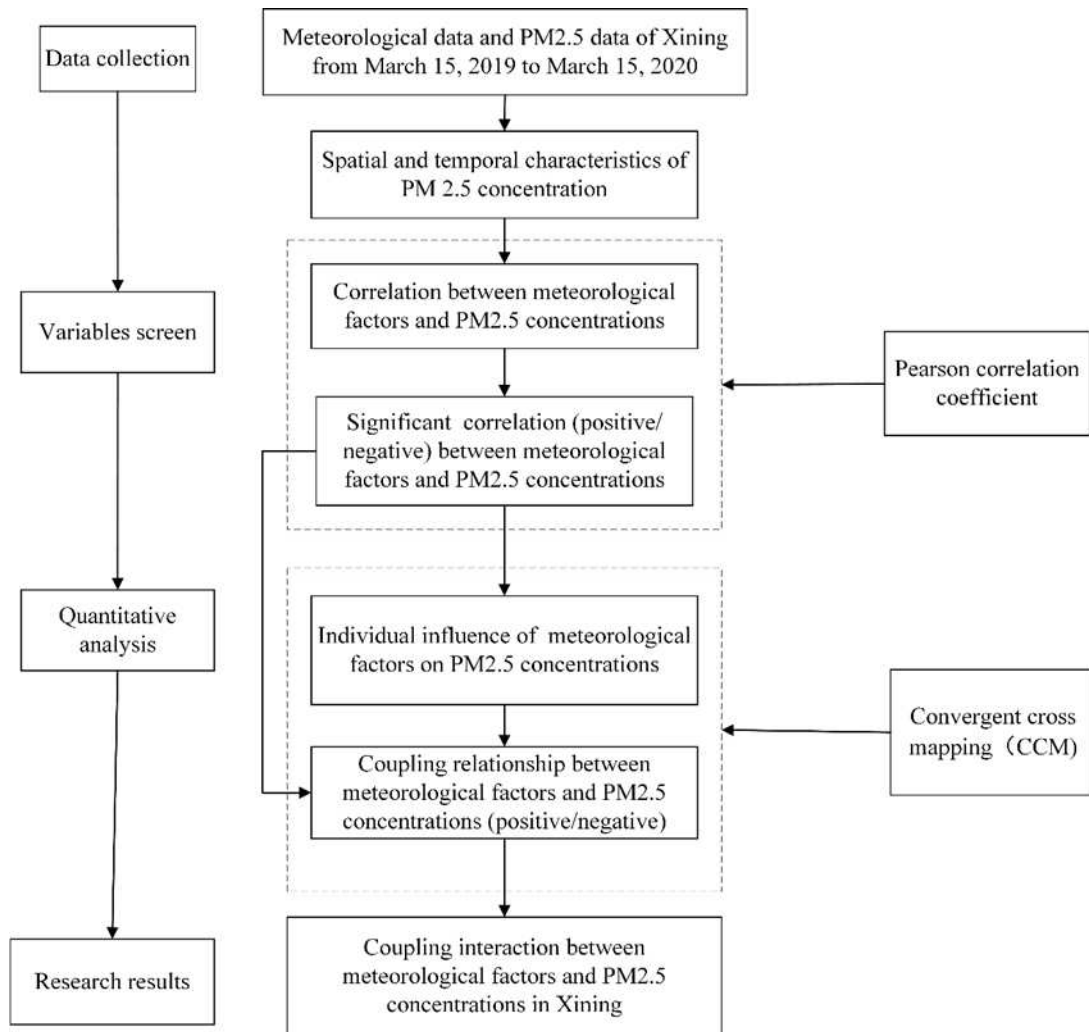 Data collection
Meteorological data and PM2.5 data of Xining
from March 15, 2019 to March 15, 2020
Spatial and temporal characteristics of
PM 2.5 concentration
Variables screen
Correlation between meteorological
factors and PM2.5 concentrations
Significant correlation (positive/
negative) between meteorological
factors and PM2.5 concentrations
Pearson correlation
coefficient
Quantitative
analysis
Individual influence of meteorological
factors on PM2.5 concentrations
Coupling relationship between
meteorological factors and PM2.5
concentrations (positive/negative)
Convergent cross
mapping（CCM)
Research results
Coupling interaction between
meteorological factors and PM2.5
concentrations in Xining